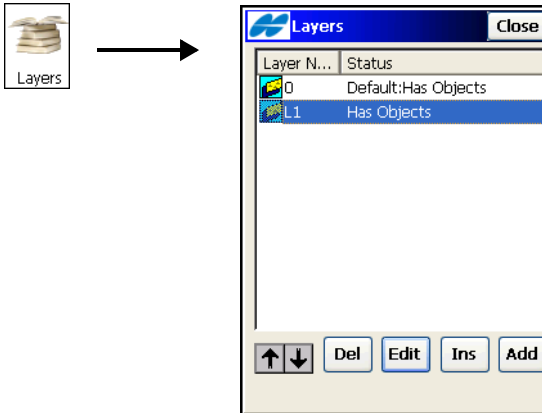 Layers
Layers Close
Layer N... Status
0 Default:Has Objects
L1 Has Objects
Del Edit Ins Add